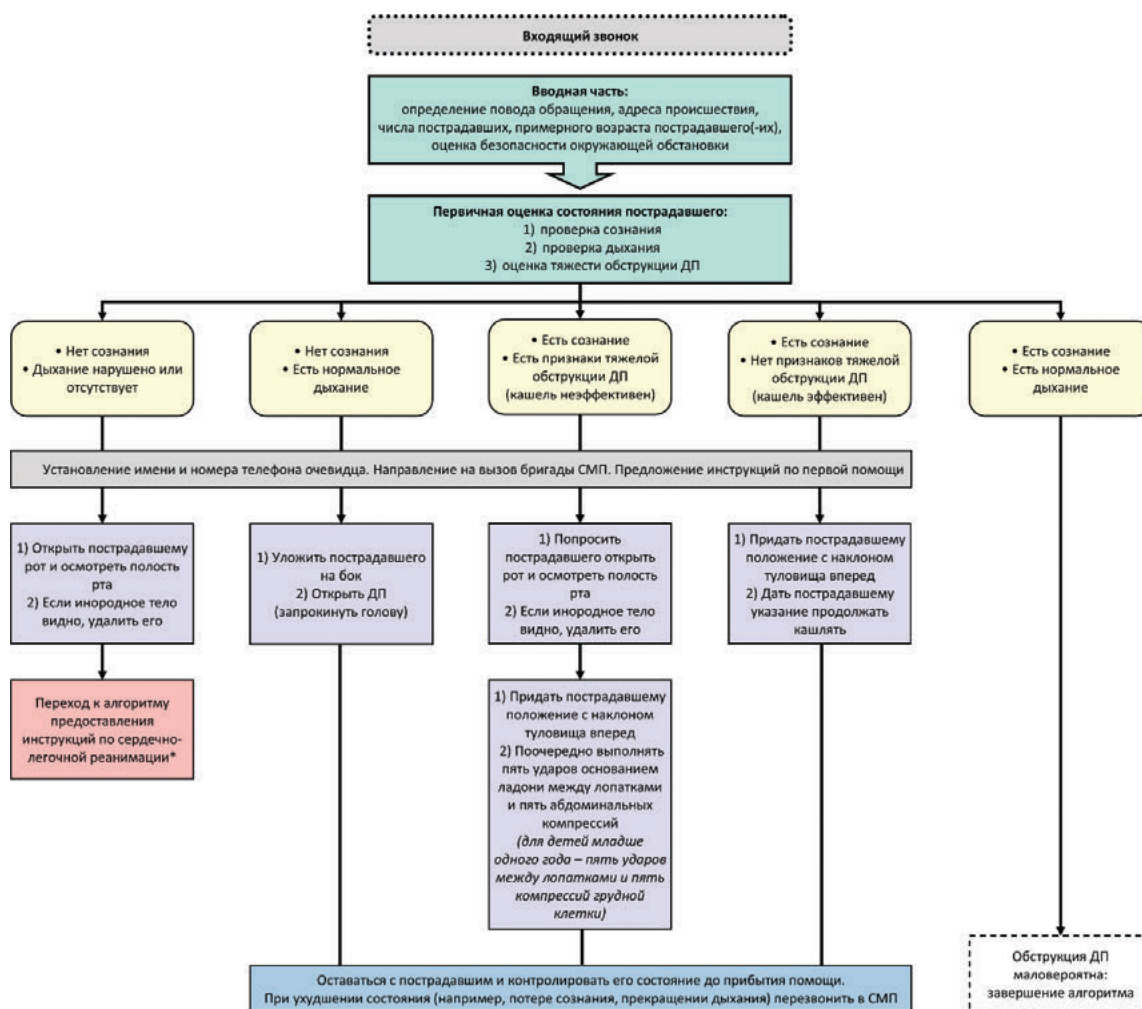 Входящий звонок
Вводная часть:
определение повода обращения, адреса происшествия,
числа пострадавших, примерного возраста пострадавшего(-их),
оценка безопасности окружающей обстановки
Первичная оценка состояния пострадавшего:
1) проверка сознания
2) проверка дыхания
3) оценка тяжести обструкции ДП
• Нет сознания
• Дыхание нарушено или
отсутствует
• Нет сознания
• Есть нормальное
дыхание
• Есть сознание
• Есть признаки тяжелой
обструкции ДП
(кашель неэффективен)
• Есть сознание
• Нет признаков тяжелой
обструкции ДП
(кашель эффективен)
• Есть сознание
• Есть нормальное
дыхание
Установление имени и номера телефона очевидца. Направление на вызов бригады СМП. Предложение инструкций по первой помощи
1) Открыть пострадавшему
рот и осмотреть полость
рта
2) Если инородное тело
видно, удалить его
1) Уложить пострадавшего
на бок
2) Открыть ДП
(запрокинуть голову)
1) Попросить
пострадавшего открыть
рот и осмотреть полость
рта
2) Если инородное тело
видно, удалить его
1) Придать пострадавшему
положение с наклоном
туловища вперед
2) Дать пострадавшему
указание продолжать
кашлять
Переход к алгоритму
предоставления
инструкций по сердечно-
легочной реанимации*
1) Придать пострадавшему
положение с наклоном
туловища вперед
2) Поочередно выполнять
пять ударов основанием
ладони между лопатками
и пять абдоминальных
компрессий
(для детей младше
одного года – пять ударов
между лопатками и пять
компрессий грудной
клетки)
Оставаться с пострадавшим и контролировать его состояние до прибытия помощи.
При ухудшении состояния (например, потере сознания, прекращении дыхания) перезвонить в СМП
Обструкция ДП
маловероятна:
завершение алгоритма